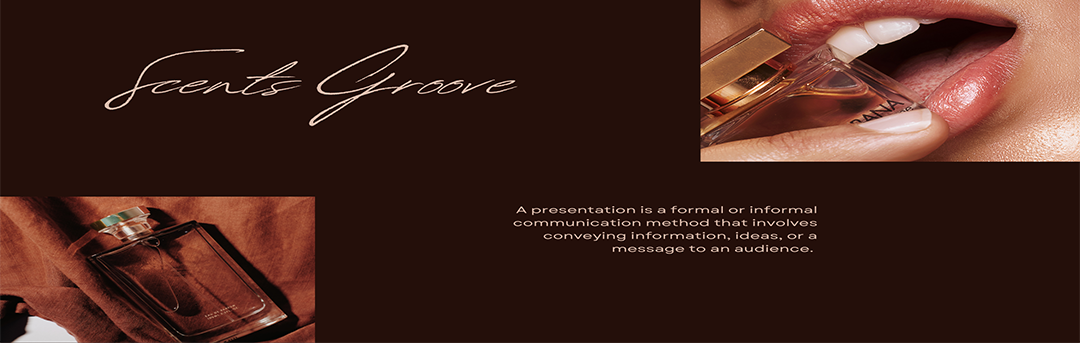 Scents Groove
A presentation is a formal or informal
communication method that involves
conveying information, ideas, or a
message to an audience.